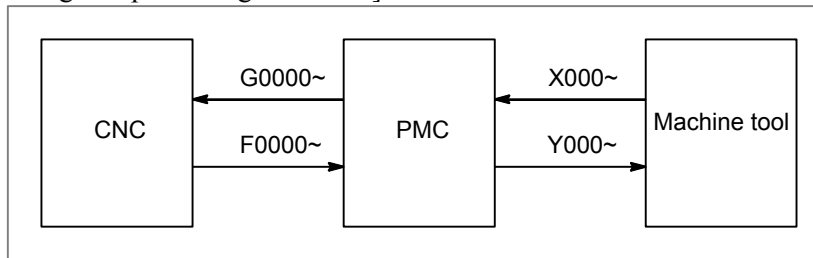 G0000~
X000~
CNC
PMC
Machine tool
F0000~
Y000~